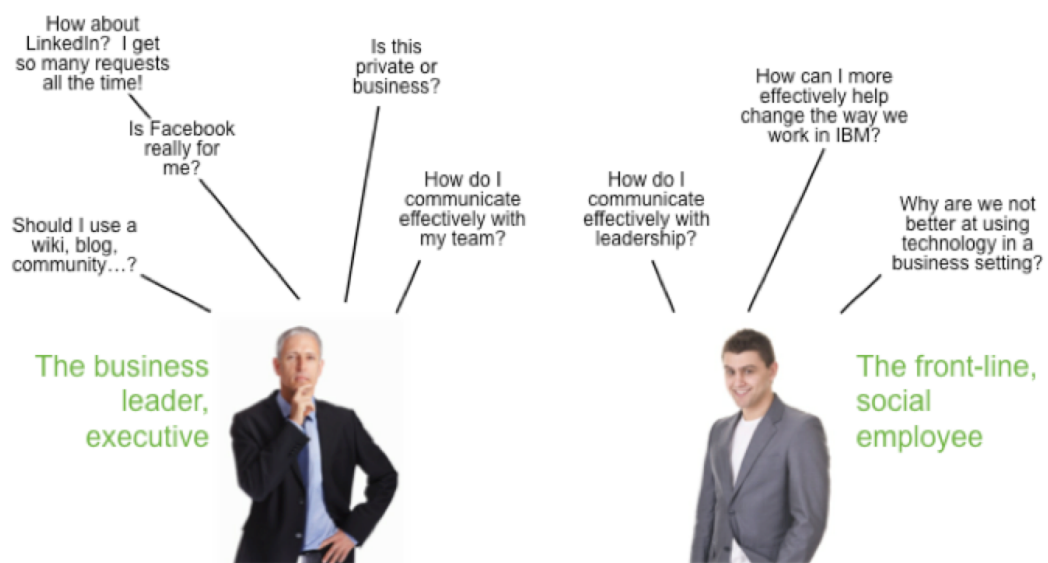 How about
LinkedIn?  I get
so many requests
all the time!
Is Facebook
really for
me?
Should I use a
wiki, blog,
community…?
Is this
private or
business?
How do I
communicate
effectively with
my team?
The business
leader,
executive
How do I
communicate
effectively with
leadership?
How can I more
effectively help
change the way we
work in IBM?
Why are we not
better at using
technology in a
business setting?
The front-line,
social
employee